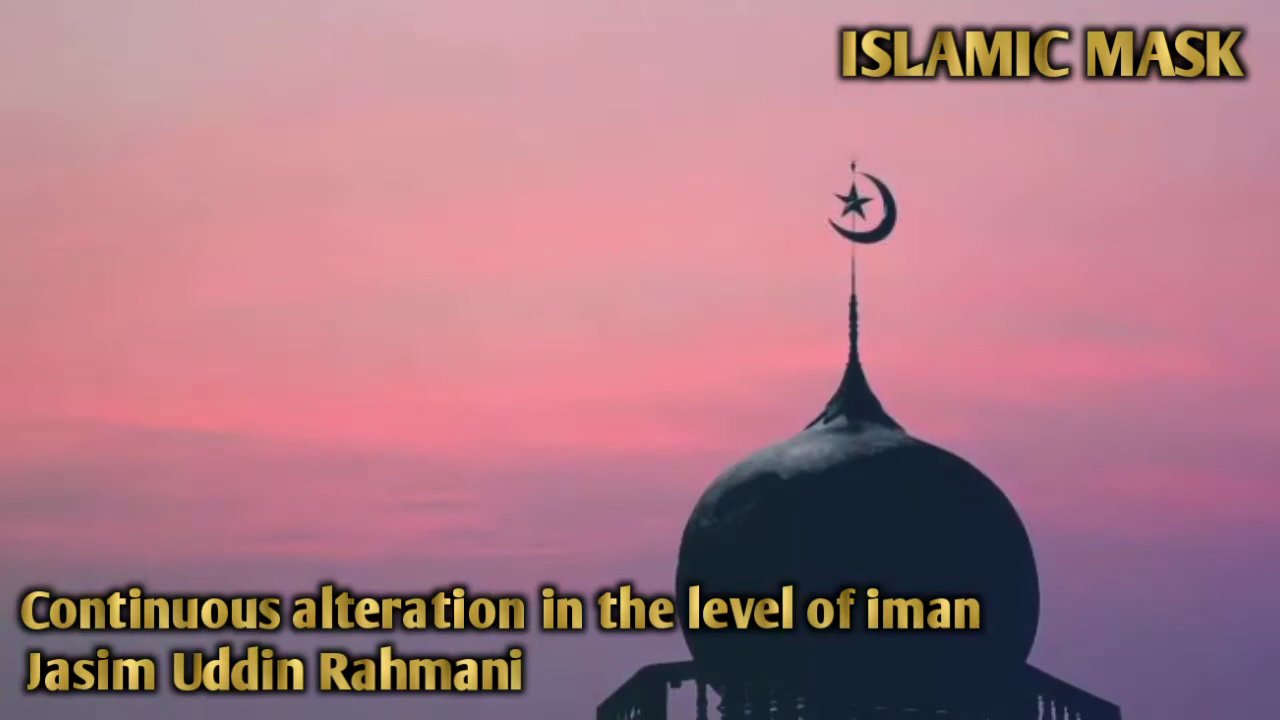 ISLAMIC MASK
Continuous alteration in the level of iman
Jasim Uddin Rahmani